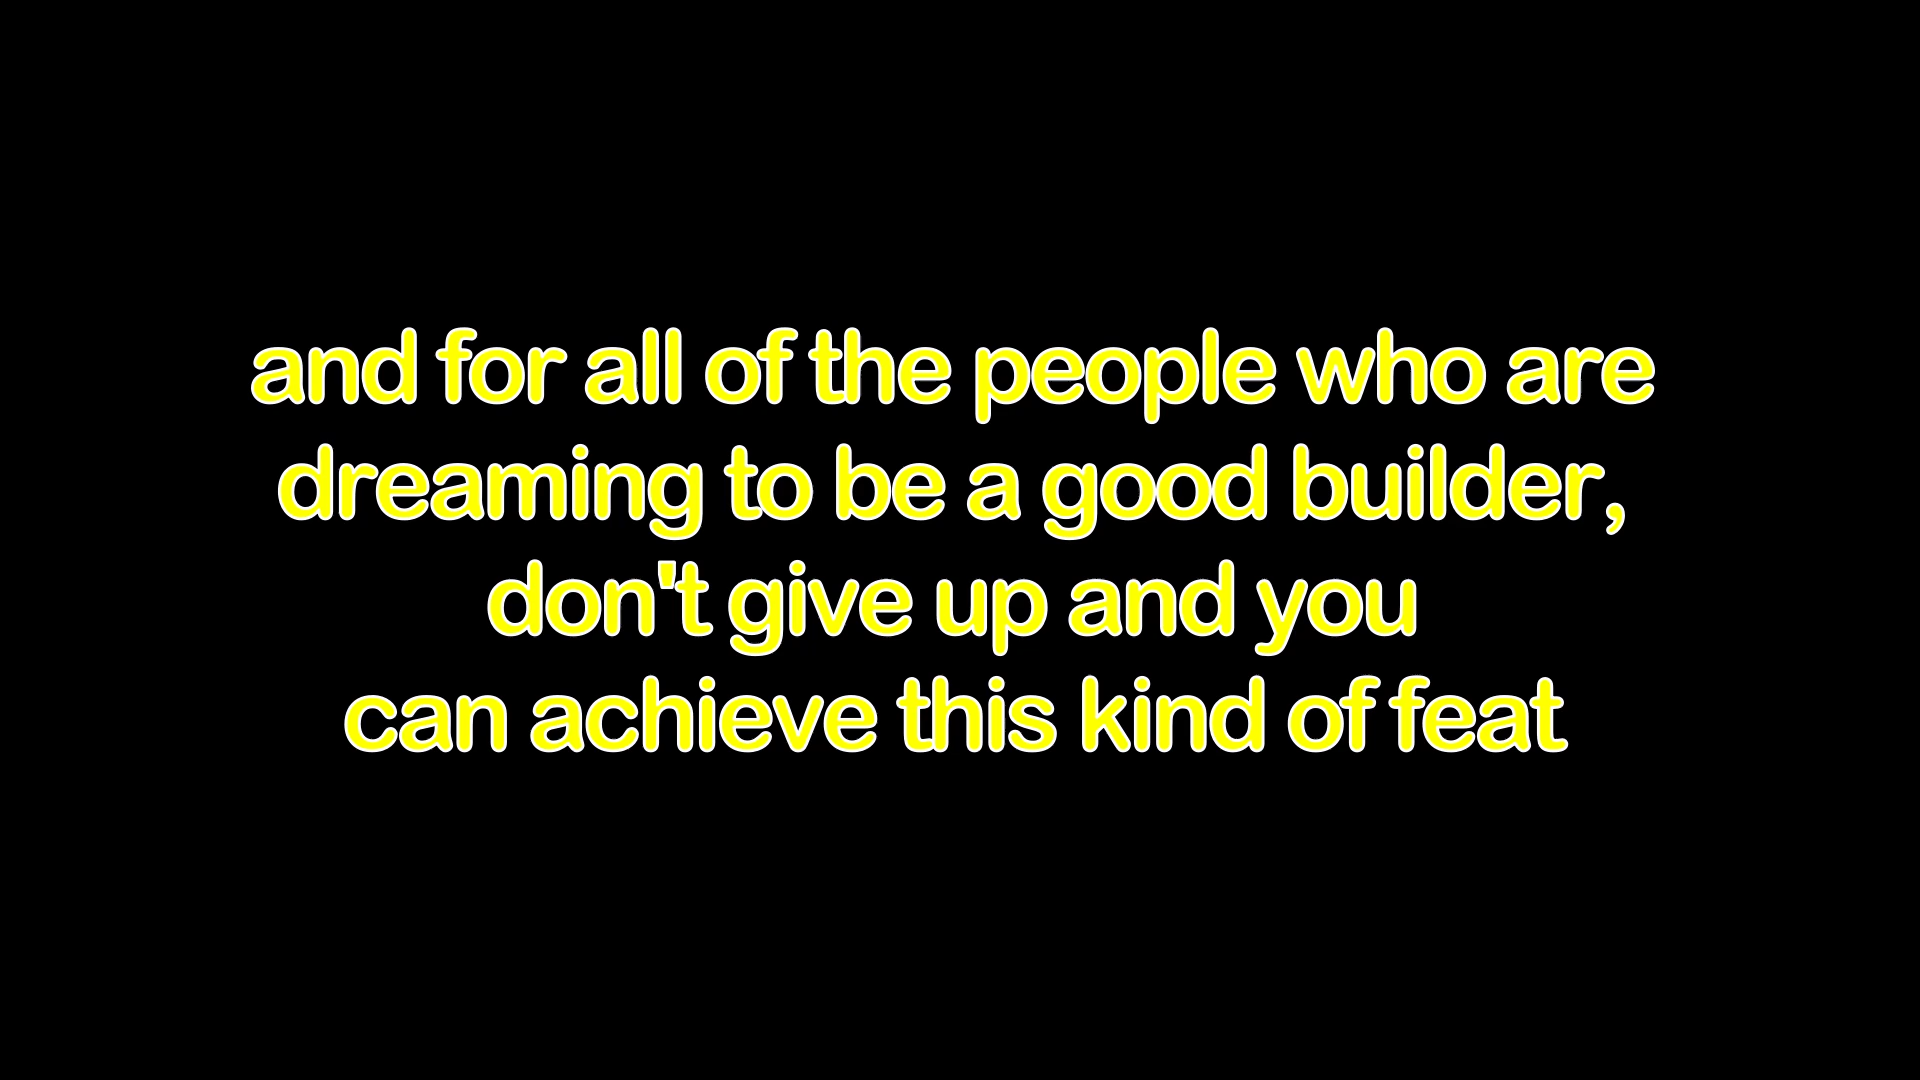 and for all of the people who are
dreaming to be a good builder,
don't give up and you
can achieve this kind of feat